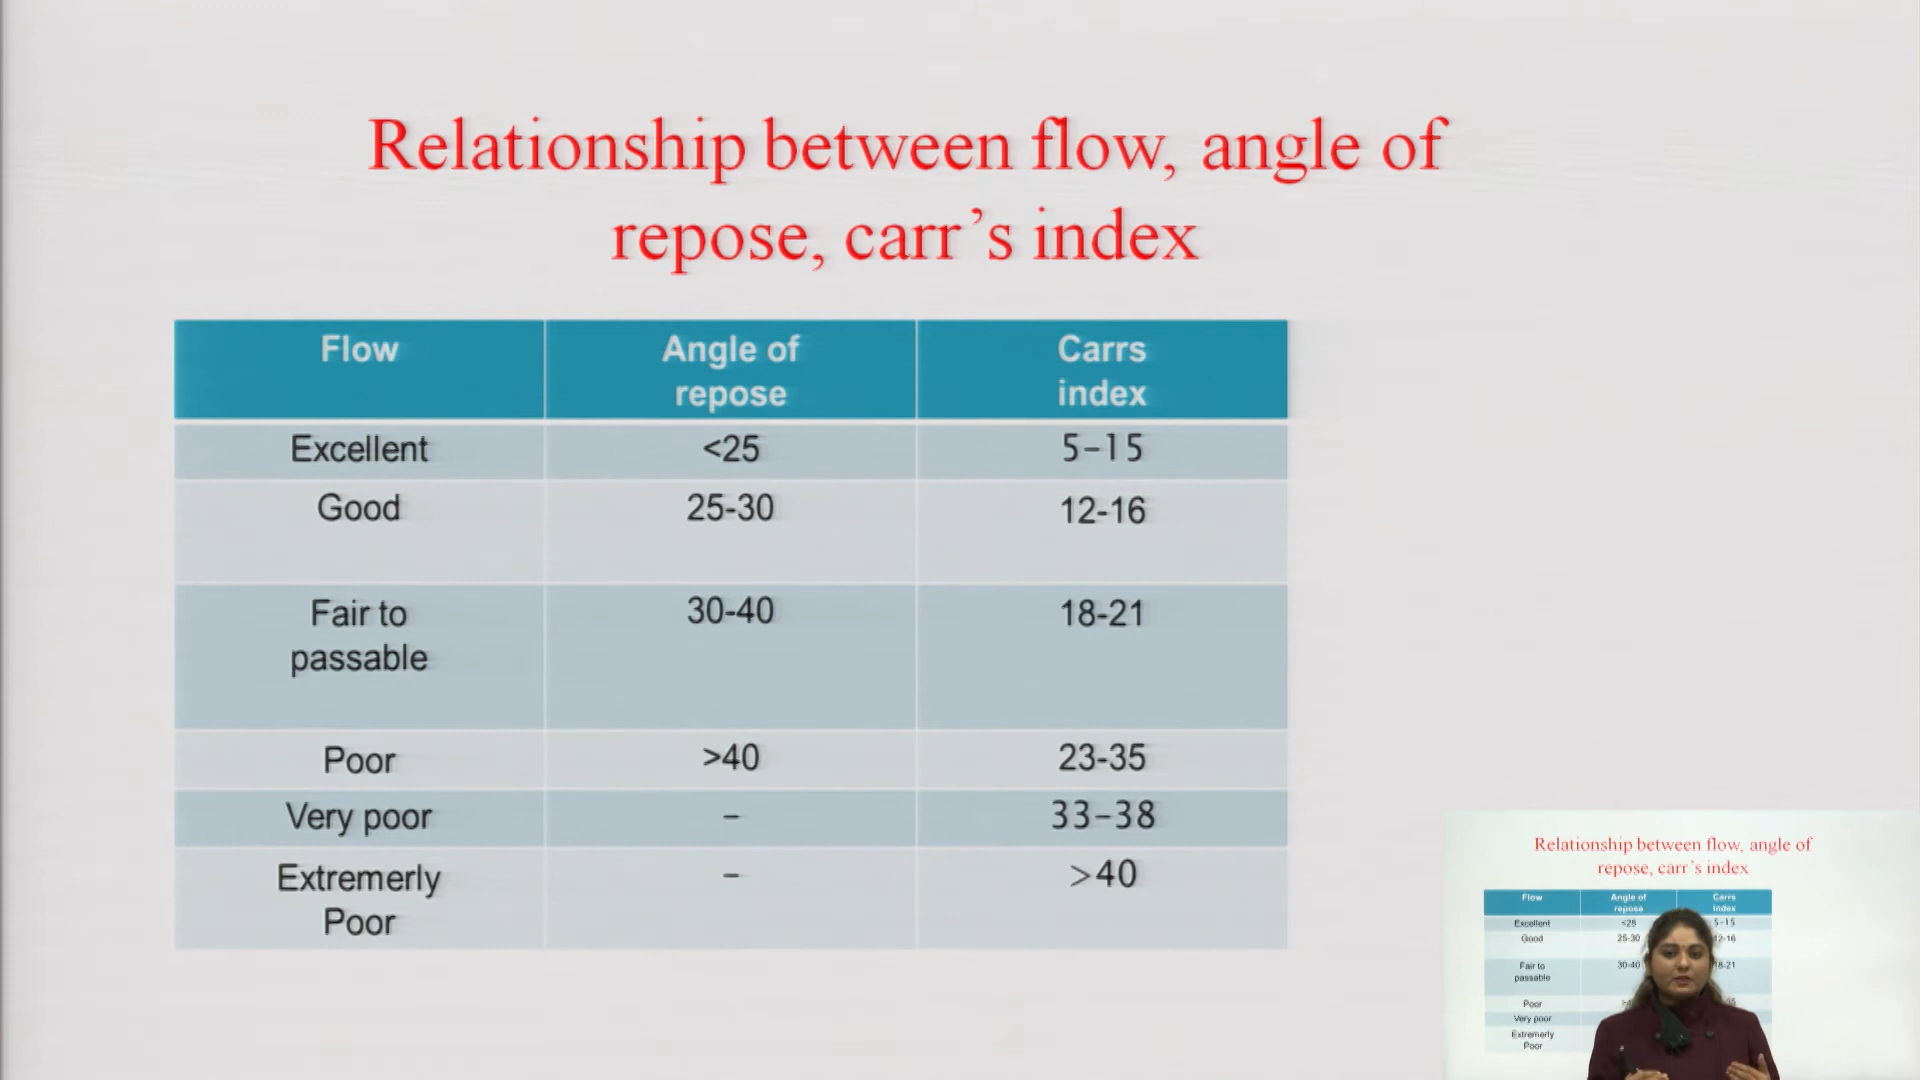 Relationship between flow, angle of
repose, carr’s index
Flow
Angle of
repose
Carrs
index
Excellent
<25
5-15
Good
25-30
12-16
Fair to
passable
30-40
18-21
Poor
>40
23-35
Very poor
-
33-38
Extremerly
Poor
-
>40
Relationship between flow, angle of
repose, carr’s index
Flow
Angle of
repose
Carrs
index
Excellent
<25
5-15
Good
25-30
12-16
Fair to
passable
30-40
18-21
Poor
Very poor
Extremerly
Poor